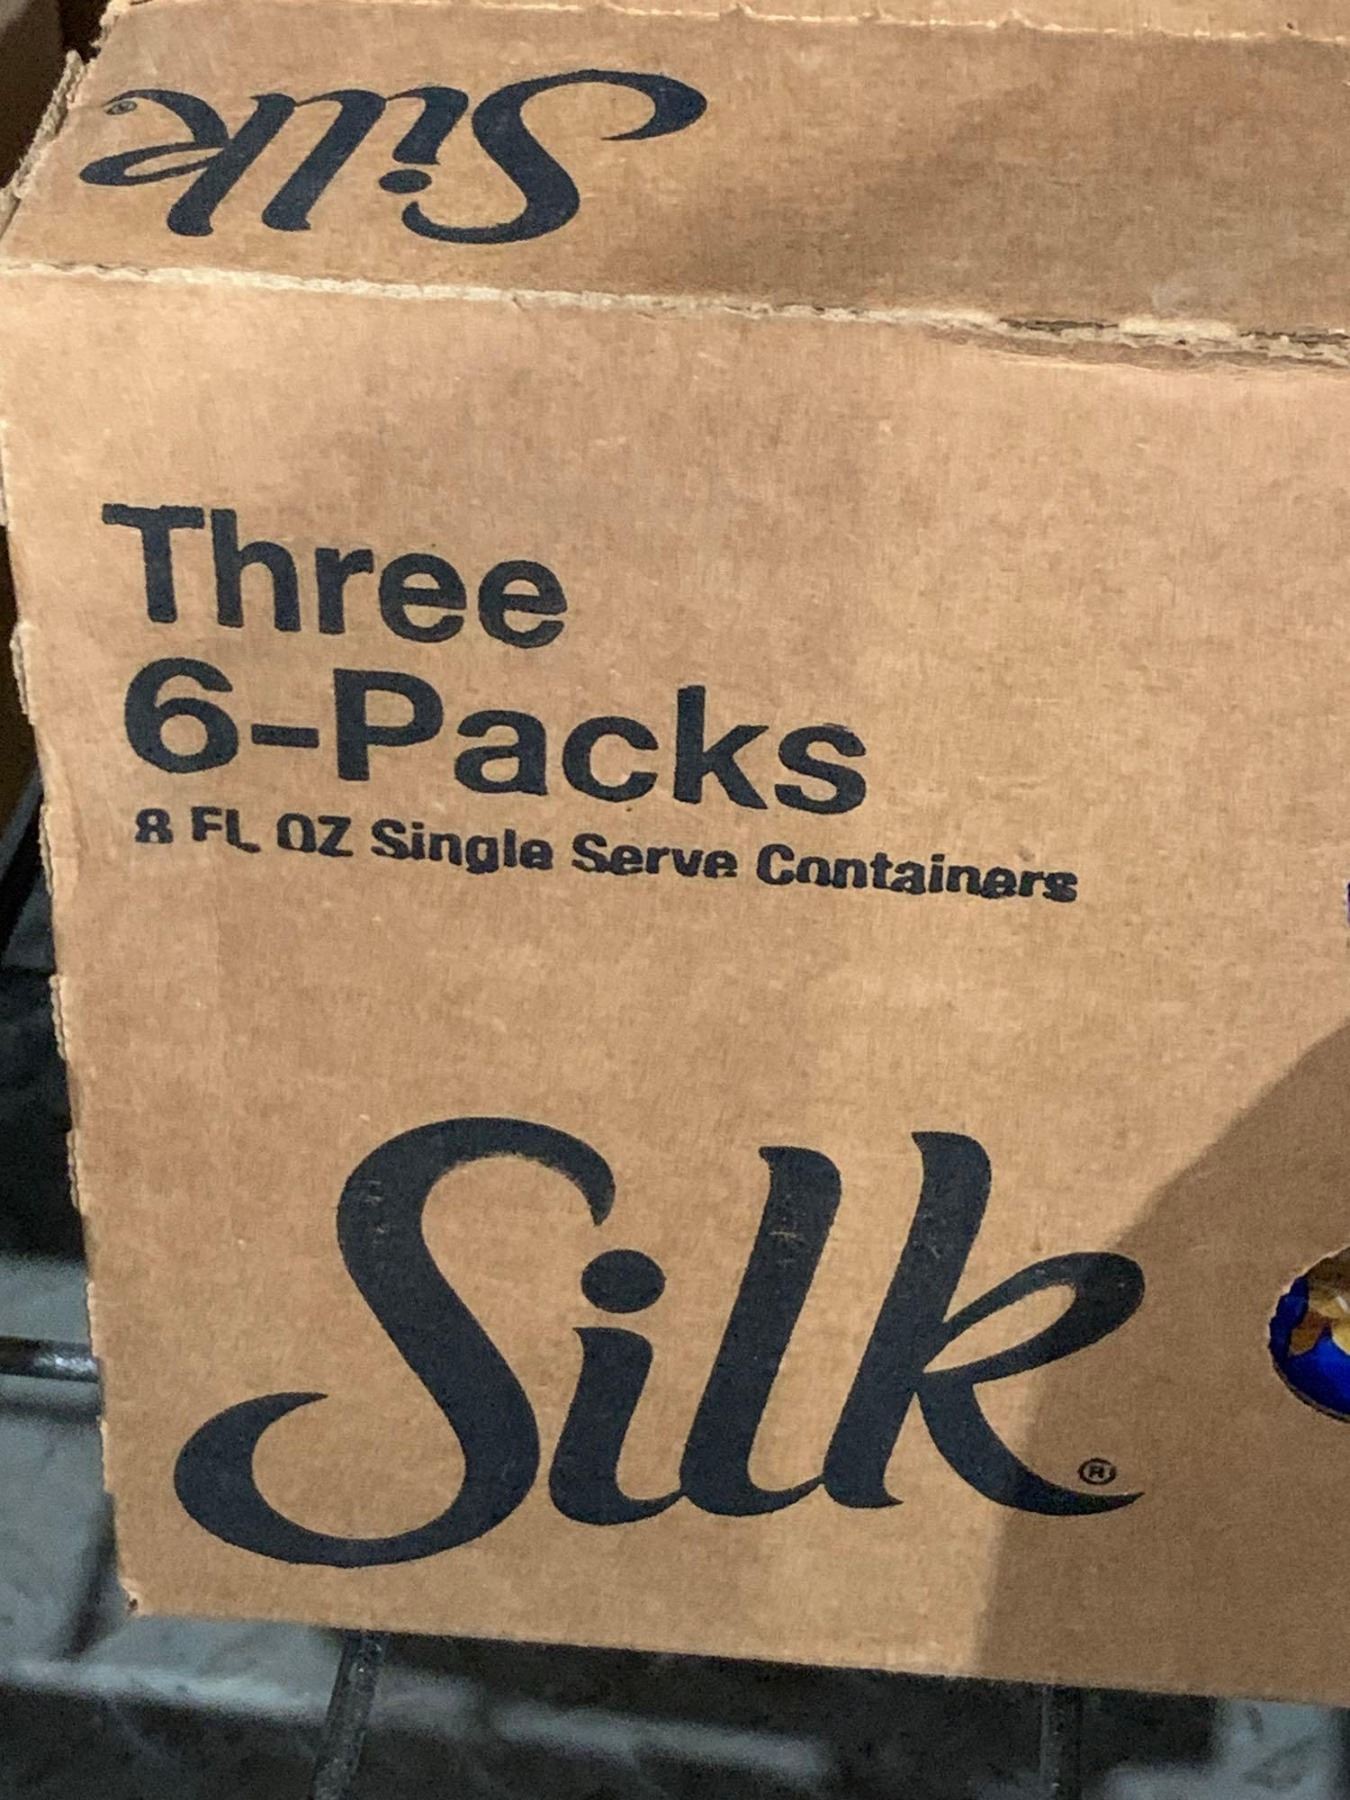 Silk®
Three
6-Packs
8 FL OZ Single Serve Containers
Silk®